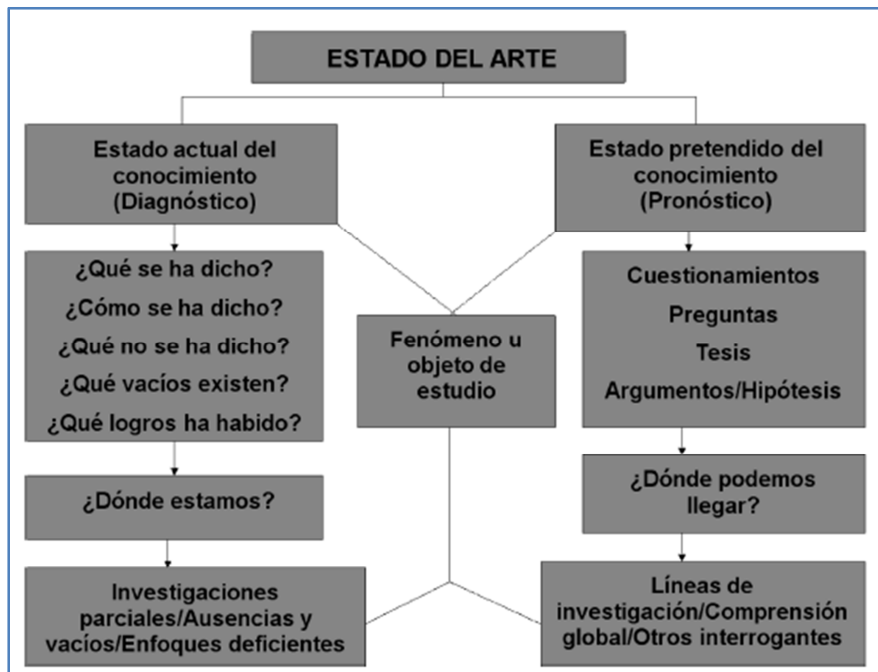 ESTADO DEL ARTE
Estado actual del
conocimiento
(Diagnóstico)
Estado pretendido del
conocimiento
(Pronóstico)
¿Qué se ha dicho?
¿Cómo se ha dicho?
¿Qué no se ha dicho?
¿Qué vacíos existen?
¿Qué logros ha habido?
Fenómeno u
objeto de
estudio
Cuestionamientos
Preguntas
Tesis
Argumentos/Hipótesis
¿Dónde estamos?
¿Dónde podemos
llegar?
Investigaciones
parciales/Ausencias y
vacíos/Enfoques deficientes
Líneas de
investigación/Comprensión
global/Otros interrogantes